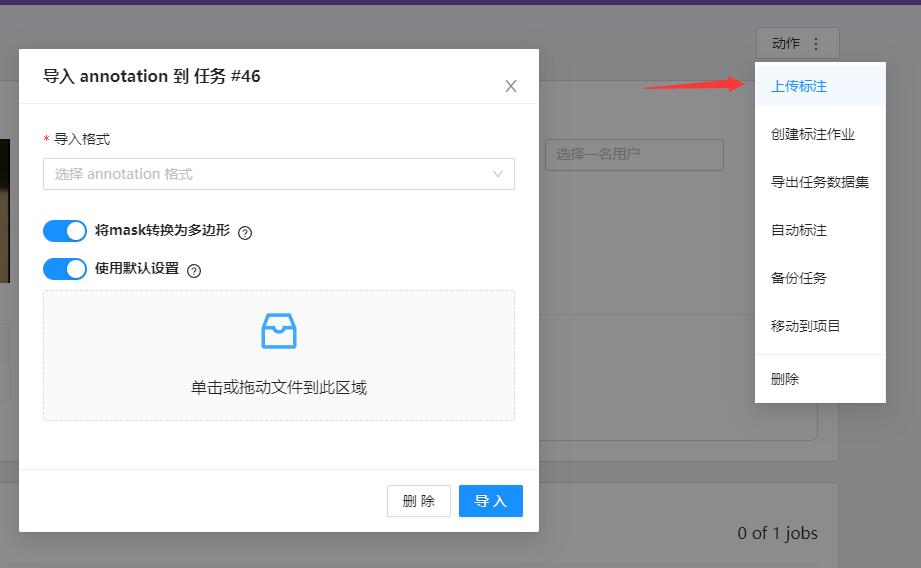 动作
导入 annotation 到 任务 #46
上传标注
* 导入格式
创建标注作业
选择一名用户
选择 annotation 格式
导出任务数据集
将mask转换为多边形
自动标注
使用默认设置
备份任务
移动到项目
单击或拖动文件到此区域
删除
删 除
导 入
0 of 1 jobs